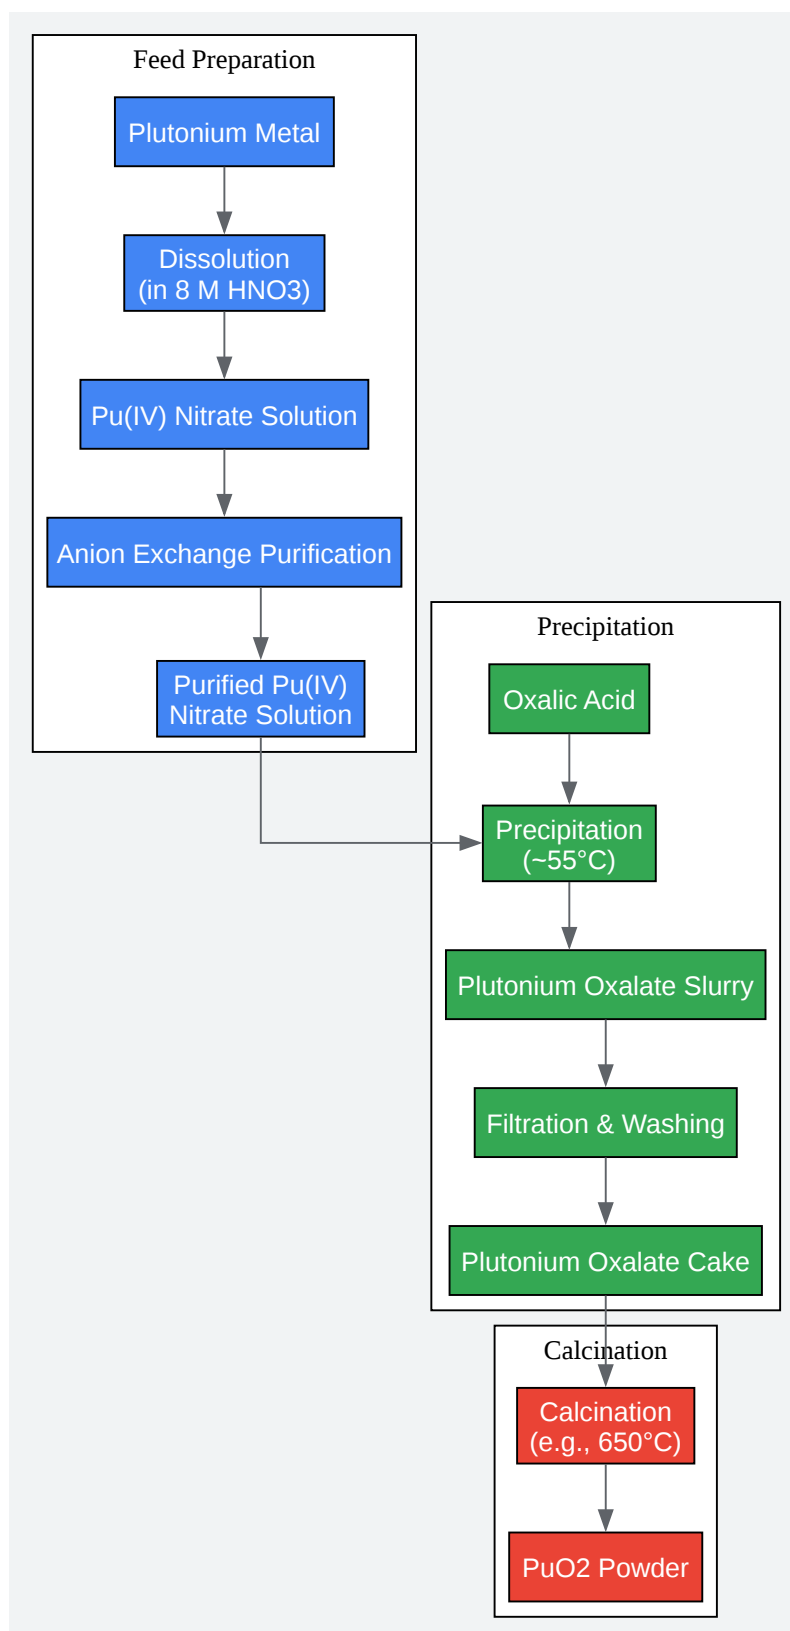 Feed Preparation
Plutonium Metal
Dissolution
(in 8 M HNO3)
Pu(IV) Nitrate Solution
Anion Exchange Purification
Purified Pu(IV)
Nitrate Solution
Precipitation
Oxalic Acid
Precipitation
(~55°C)
Plutonium Oxalate Slurry
Filtration & Washing
Plutonium Oxalate Cake
Calcination
Calcination
(e.g., 650°C)
PuO2 Powder